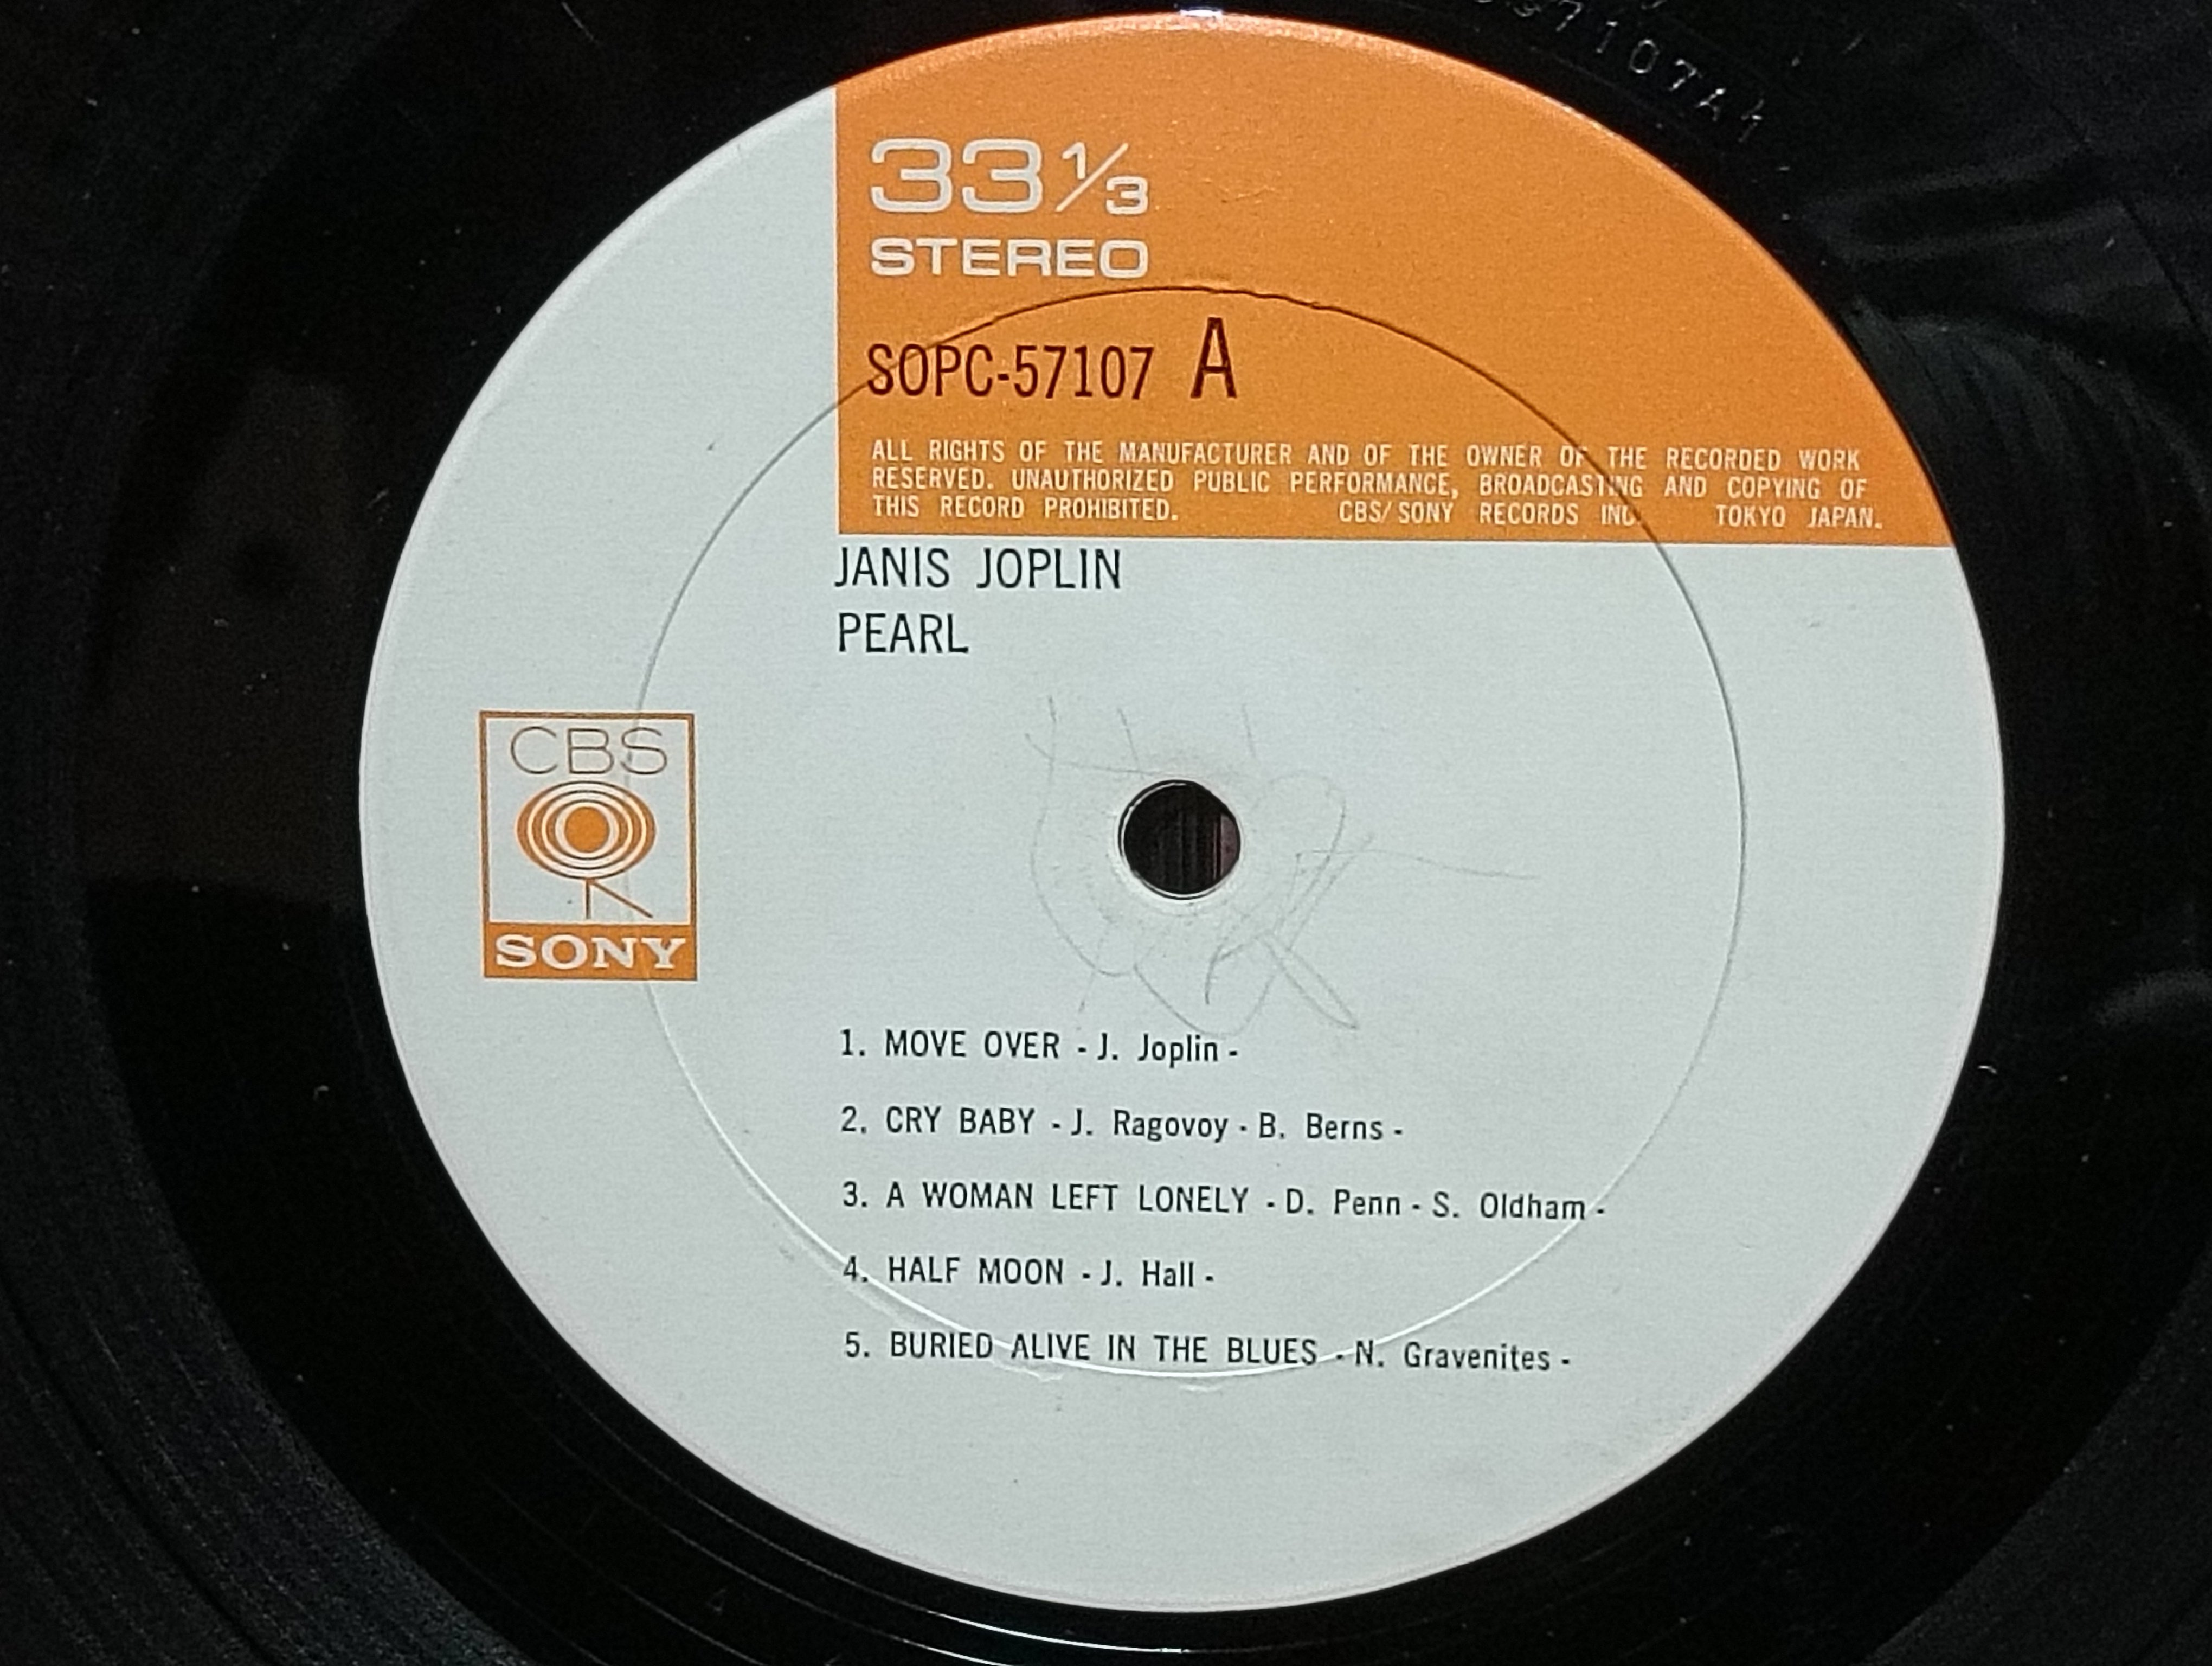 57107A1
33 1/3
STEREO
SOPC-57107 A
ALL RIGHTS OF THE MANUFACTURER AND OF THE OWNER OF THE RECORDED WORK
RESERVED. UNAUTHORIZED PUBLIC PERFORMANCE, BROADCASTING AND COPYING OF
THIS RECORD PROHIBITED. CBS/SONY RECORDS INC. TOKYO JAPAN.
JANIS JOPLIN
PEARL
CBS
SONY
1. MOVE OVER - J. Joplin -
2. CRY BABY - J. Ragovoy - B. Berns -
3. A WOMAN LEFT LONELY - D. Penn - S. Oldham -
4. HALF MOON - J. Hall -
5. BURIED ALIVE IN THE BLUES - N. Gravenites -